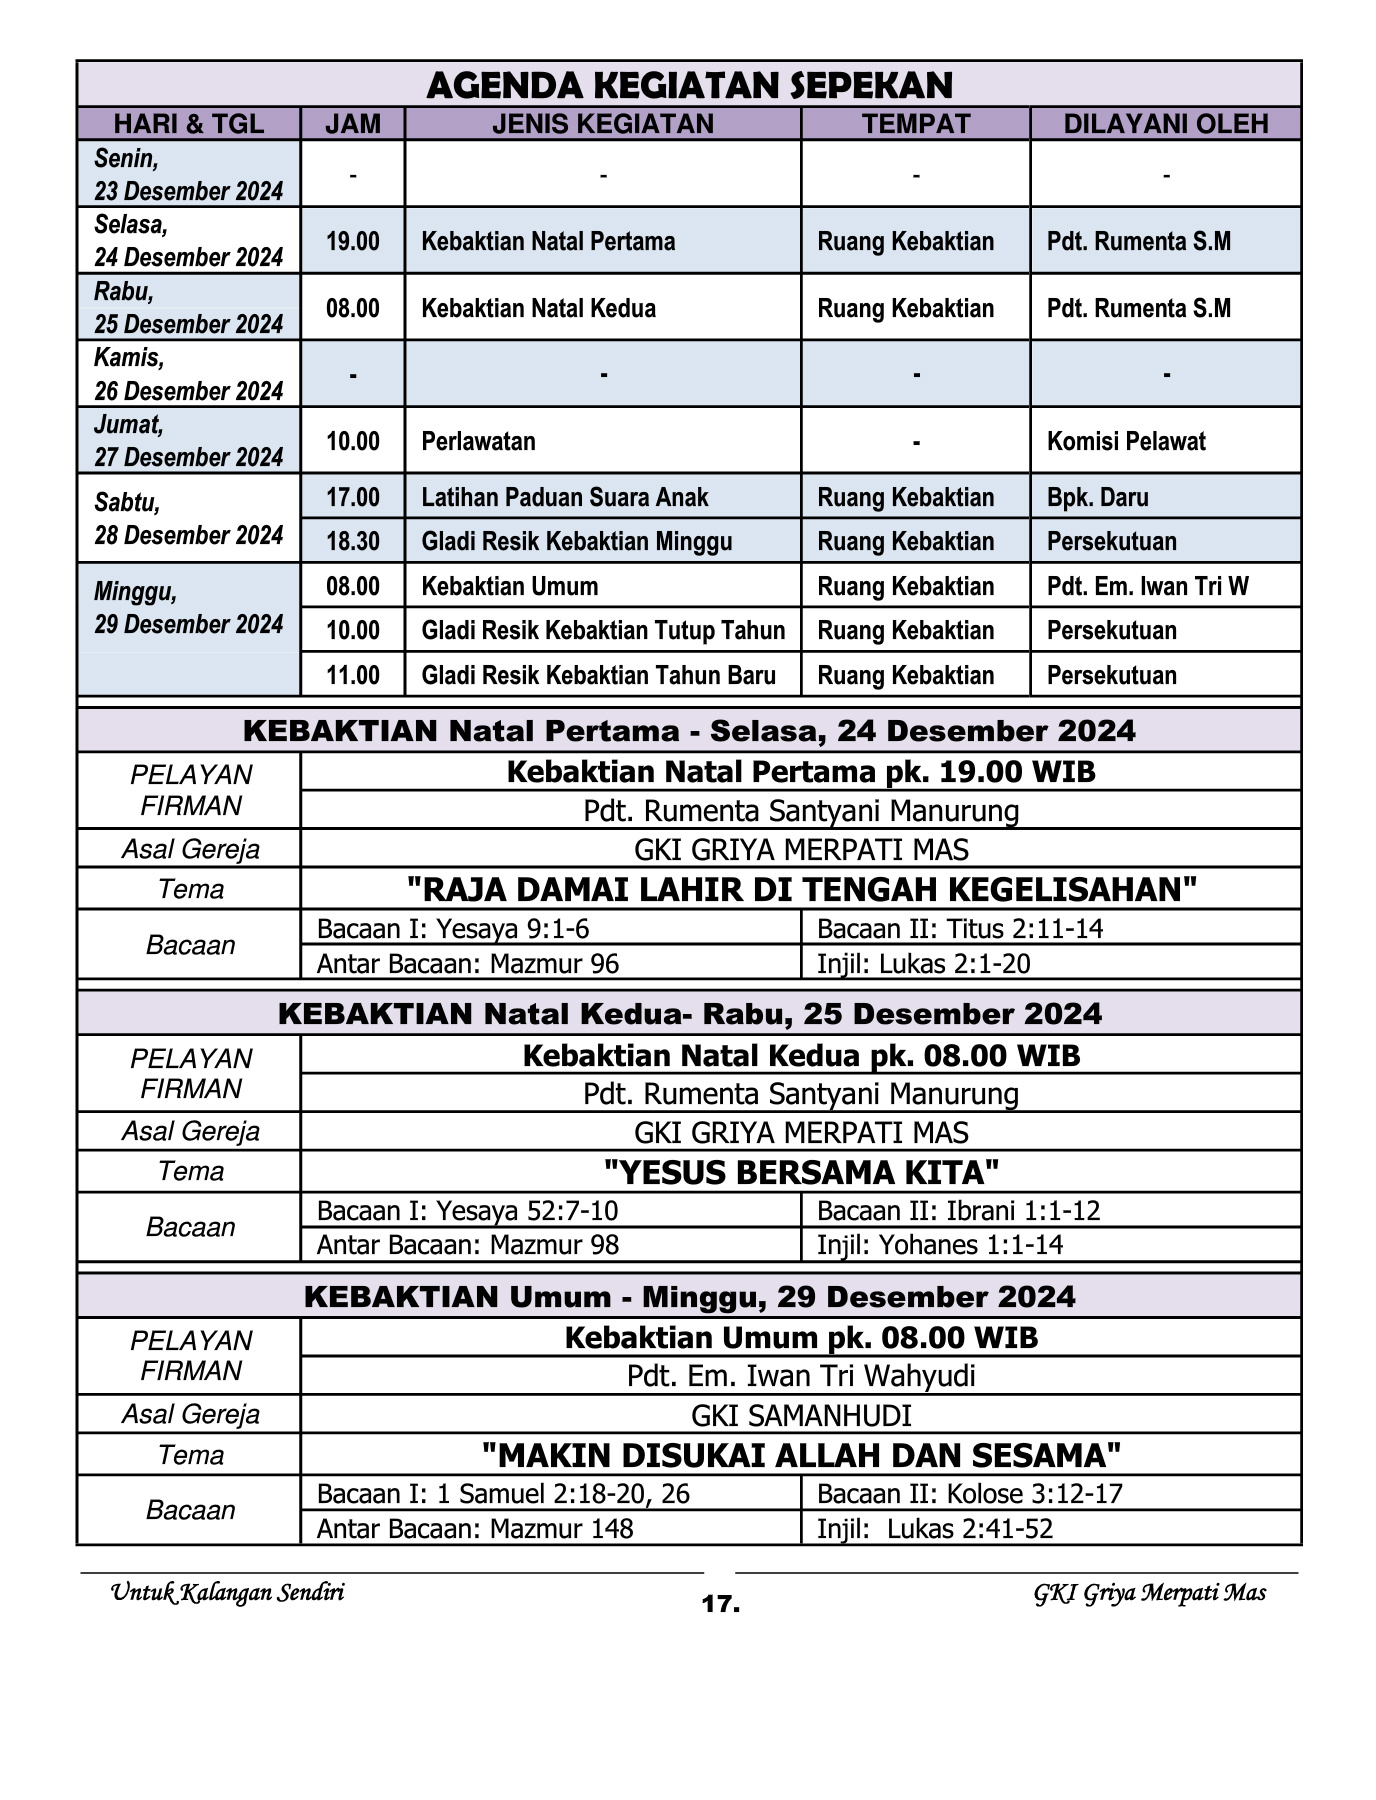 AGENDA KEGIATAN SEPEKAN
HARI & TGL JAM JENIS KEGIATAN TEMPAT DILAYANI OLEH
Senin,
23 Desember 2024 - - - -
Selasa,
24 Desember 2024 19.00 Kebaktian Natal Pertama Ruang Kebaktian Pdt. Rumenta S.M
Rabu,
25 Desember 2024 08.00 Kebaktian Natal Kedua Ruang Kebaktian Pdt. Rumenta S.M
Kamis,
26 Desember 2024 - - - -
Jumat,
27 Desember 2024 10.00 Perlawatan - Komisi Pelawat
Sabtu,
28 Desember 2024
17.00 Latihan Paduan Suara Anak Ruang Kebaktian Bpk. Daru
18.30 Gladi Resik Kebaktian Minggu Ruang Kebaktian Persekutuan
Minggu,
29 Desember 2024
08.00 Kebaktian Umum Ruang Kebaktian Pdt. Em. Iwan Tri W
10.00 Gladi Resik Kebaktian Tutup Tahun Ruang Kebaktian Persekutuan
11.00 Gladi Resik Kebaktian Tahun Baru Ruang Kebaktian Persekutuan
KEBAKTIAN Natal Pertama - Selasa, 24 Desember 2024
PELAYAN
FIRMAN
Kebaktian Natal Pertama pk. 19.00 WIB
Pdt. Rumenta Santyani Manurung
Asal Gereja GKI GRIYA MERPATI MAS
Tema "RAJA DAMAI LAHIR DI TENGAH KEGELISAHAN"
Bacaan
Bacaan I: Yesaya 9:1-6 Bacaan II: Titus 2:11-14
Antar Bacaan: Mazmur 96 Injil: Lukas 2:1-20
KEBAKTIAN Natal Kedua- Rabu, 25 Desember 2024
PELAYAN
FIRMAN
Kebaktian Natal Kedua pk. 08.00 WIB
Pdt. Rumenta Santyani Manurung
Asal Gereja GKI GRIYA MERPATI MAS
Tema "YESUS BERSAMA KITA"
Bacaan
Bacaan I: Yesaya 52:7-10 Bacaan II: Ibrani 1:1-12
Antar Bacaan: Mazmur 98 Injil: Yohanes 1:1-14
KEBAKTIAN Umum - Minggu, 29 Desember 2024
PELAYAN
FIRMAN
Kebaktian Umum pk. 08.00 WIB
Pdt. Em. Iwan Tri Wahyudi
Asal Gereja GKI SAMANHUDI
Tema "MAKIN DISUKAI ALLAH DAN SESAMA"
Bacaan
Bacaan I: 1 Samuel 2:18-20, 26 Bacaan II: Kolose 3:12-17
Antar Bacaan: Mazmur 148 Injil: Lukas 2:41-52
Untuk Kalangan Sendiri 17. GKI Griya Merpati Mas